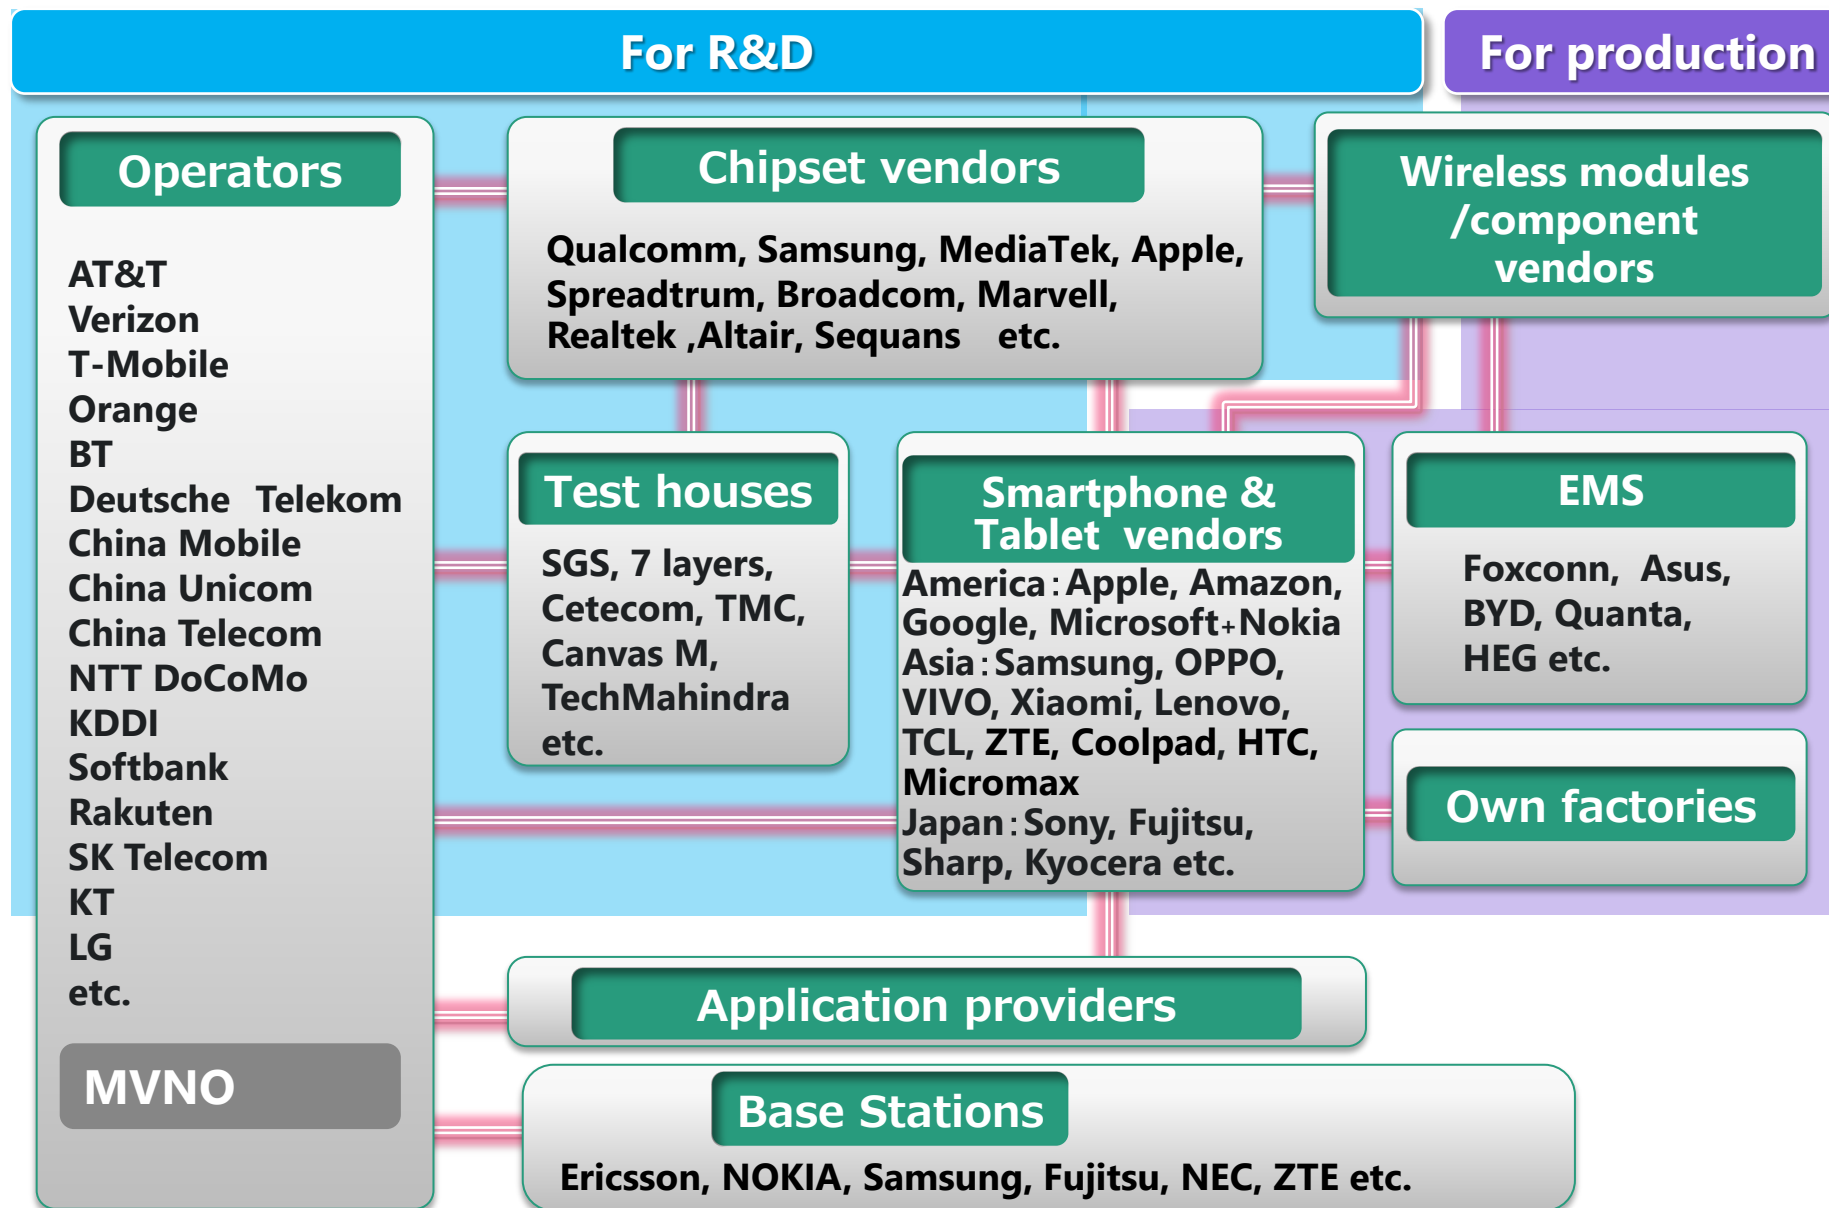 For R&D
For production
Operators
AT&T
Verizon
T-Mobile
Orange
BT
Deutsche Telekom
China Mobile
China Unicom
China Telecom
NTT DoCoMo
KDDI
Softbank
Rakuten
SK Telecom
KT
LG
etc.
MVNO
Chipset vendors
Qualcomm, Samsung, MediaTek, Apple,
Spreadtrum, Broadcom, Marvell,
Realtek ,Altair, Sequans etc.
Wireless modules
/component
vendors
Test houses
SGS, 7 layers,
Cetecom, TMC,
Canvas M,
TechMahindra
etc.
Smartphone &
Tablet vendors
America：Apple, Amazon,
Google, Microsoft+Nokia
Asia：Samsung, OPPO,
VIVO, Xiaomi, Lenovo,
TCL, ZTE, Coolpad, HTC,
Micromax
Japan：Sony, Fujitsu,
Sharp, Kyocera etc.
EMS
Foxconn, Asus,
BYD, Quanta,
HEG etc.
Own factories
Application providers
Base Stations
Ericsson, NOKIA, Samsung, Fujitsu, NEC, ZTE etc.